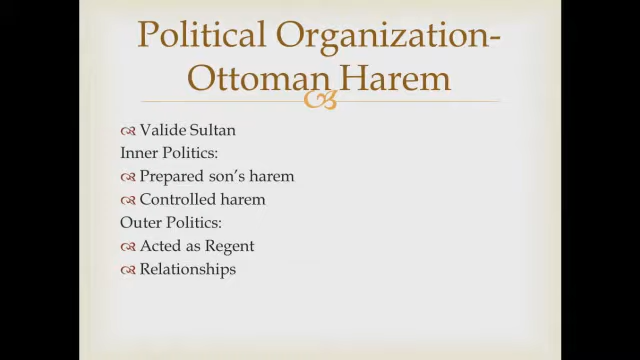 Political Organization-
Ottoman Harem
Valide Sultan
Inner Politics:
Prepared son's harem
Controlled harem
Outer Politics:
Acted as Regent
Relationships